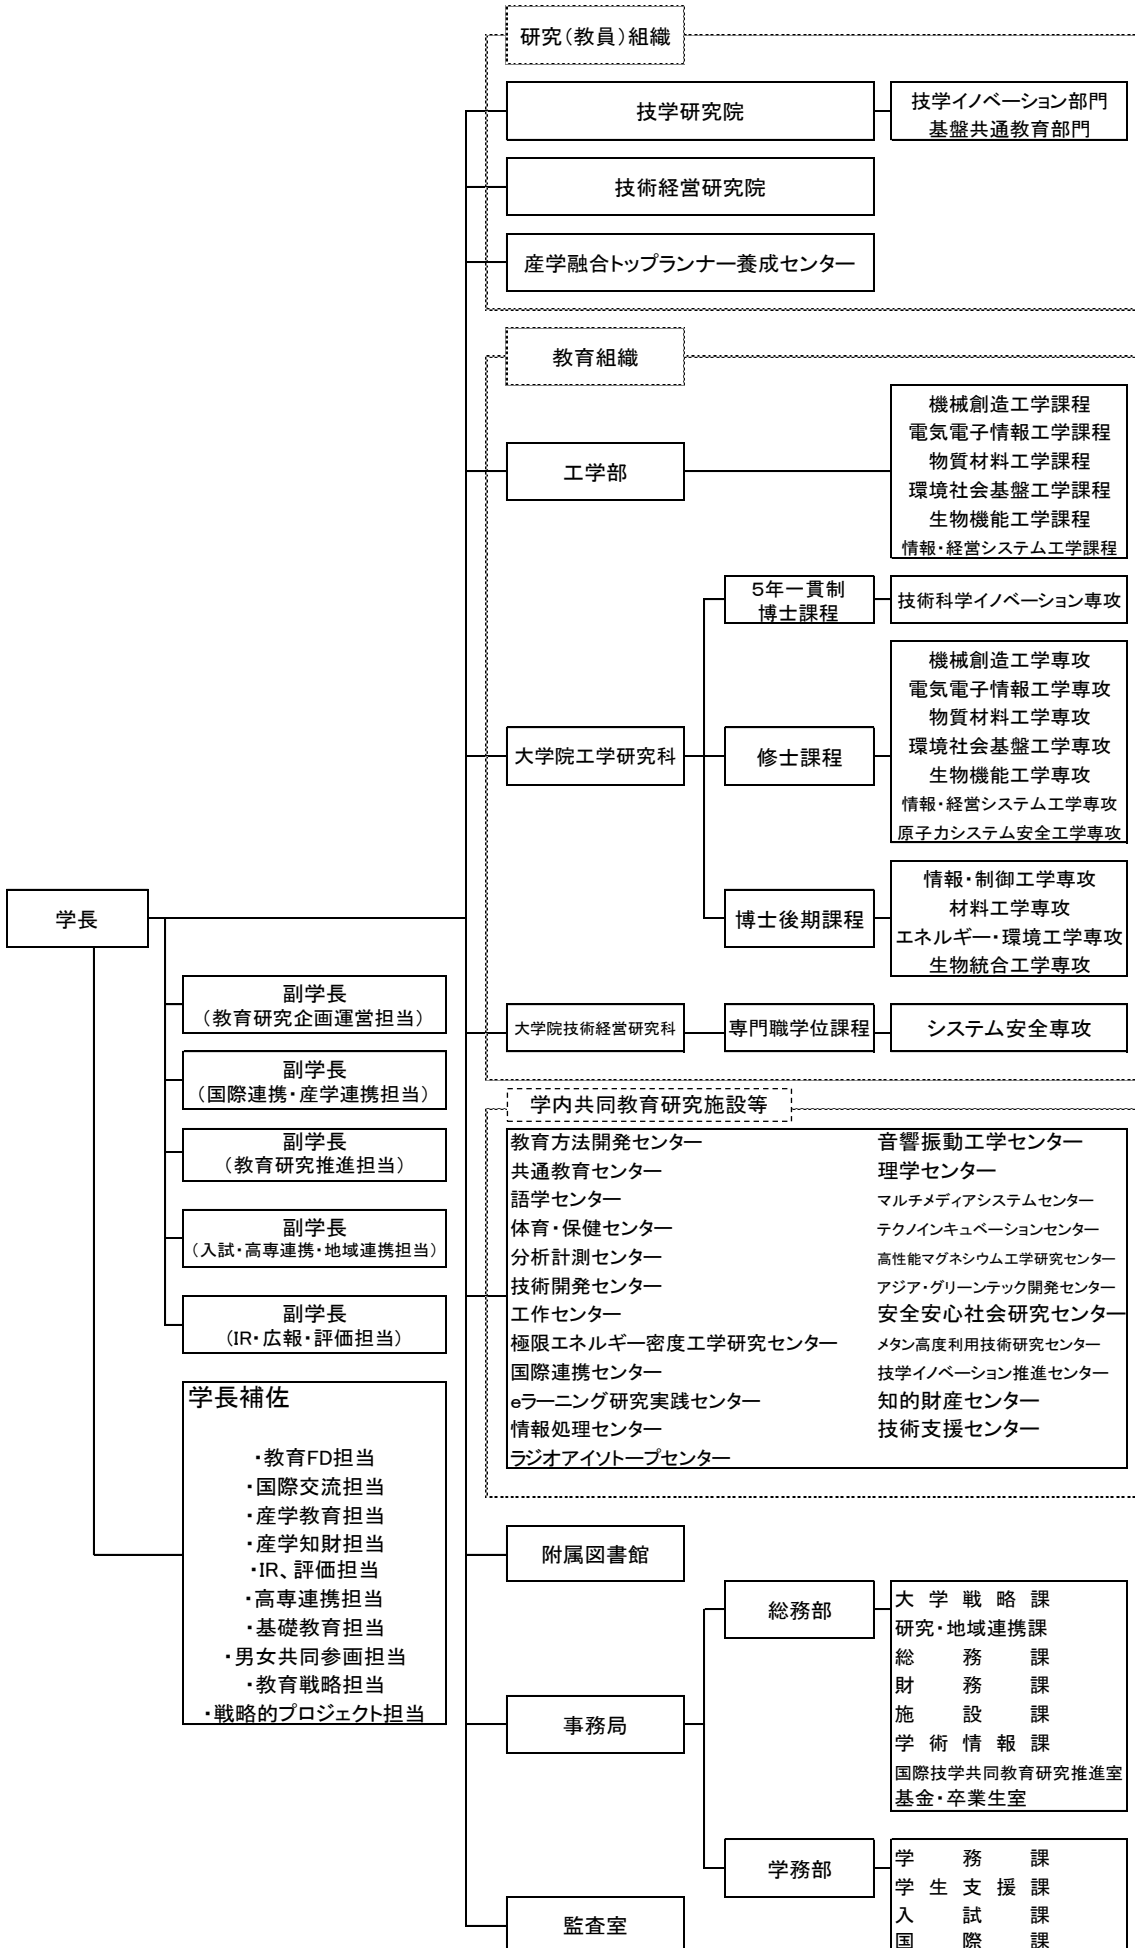 研究(教員)組織
技学研究院
技学イノベーション部門
基盤共通教育部門
技術経営研究院
産学融合トップランナー養成センター
教育組織
工学部
機械創造工学課程
電気電子情報工学課程
物質材料工学課程
環境社会基盤工学課程
生物機能工学課程
情報・経営システム工学課程
大学院工学研究科
5年一貫制
博士課程
技術科学イノベーション専攻
修士課程
機械創造工学専攻
電気電子情報工学専攻
物質材料工学専攻
環境社会基盤工学専攻
生物機能工学専攻
情報・経営システム工学専攻
原子力システム安全工学専攻
博士後期課程
情報・制御工学専攻
材料工学専攻
エネルギー・環境工学専攻
生物統合工学専攻
大学院技術経営研究科
専門職学位課程
システム安全専攻
学長
副学長
(教育研究企画運営担当)
副学長
(国際連携・産学連携担当)
副学長
(教育研究推進担当)
副学長
(入試・高専連携・地域連携担当)
副学長
(IR・広報・評価担当)
学長補佐
・教育FD担当
・国際交流担当
・産学教育担当
・産学知財担当
・IR、評価担当
・高専連携担当
・基礎教育担当
・男女共同参画担当
・教育戦略担当
・戦略的プロジェクト担当
学内共同教育研究施設等
教育方法開発センター
共通教育センター
語学センター
体育・保健センター
分析計測センター
技術開発センター
工作センター
極限エネルギー密度工学研究センター
国際連携センター
eラーニング研究実践センター
情報処理センター
ラジオアイソトープセンター
音響振動工学センター
理学センター
マルチメディアシステムセンター
テクノインキュベーションセンター
高性能マグネシウム工学研究センター
アジア・グリーンテック開発センター
安全安心社会研究センター
メタン高度利用技術研究センター
技学イノベーション推進センター
知的財産センター
技術支援センター
附属図書館
事務局
総務部
大学戦略課
研究・地域連携課
総務課
財務課
施設課
学術情報課
国際技学共同教育研究推進室
基金・卒業生室
学務部
学務課
学生支援課
入試課
国際課
監査室